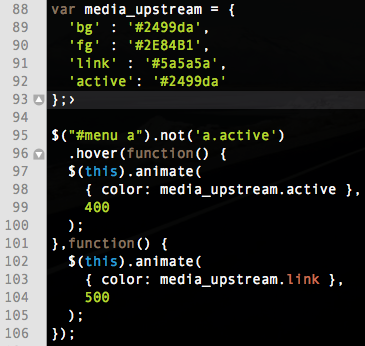 88 var media_upstream = {
89 'bg' : '#2499da',
90 'fg' : '#2E84B1',
91 'link' : '#5a5a5a',
92 'active': '#2499da'
93 };›
94
95 $("#menu a").not('a.active')
96 .hover(function() {
97 $(this).animate(
98 { color: media_upstream.active },
99 400
100 );
101 },function() {
102 $(this).animate(
103 { color: media_upstream.link },
104 500
105 );
106 });